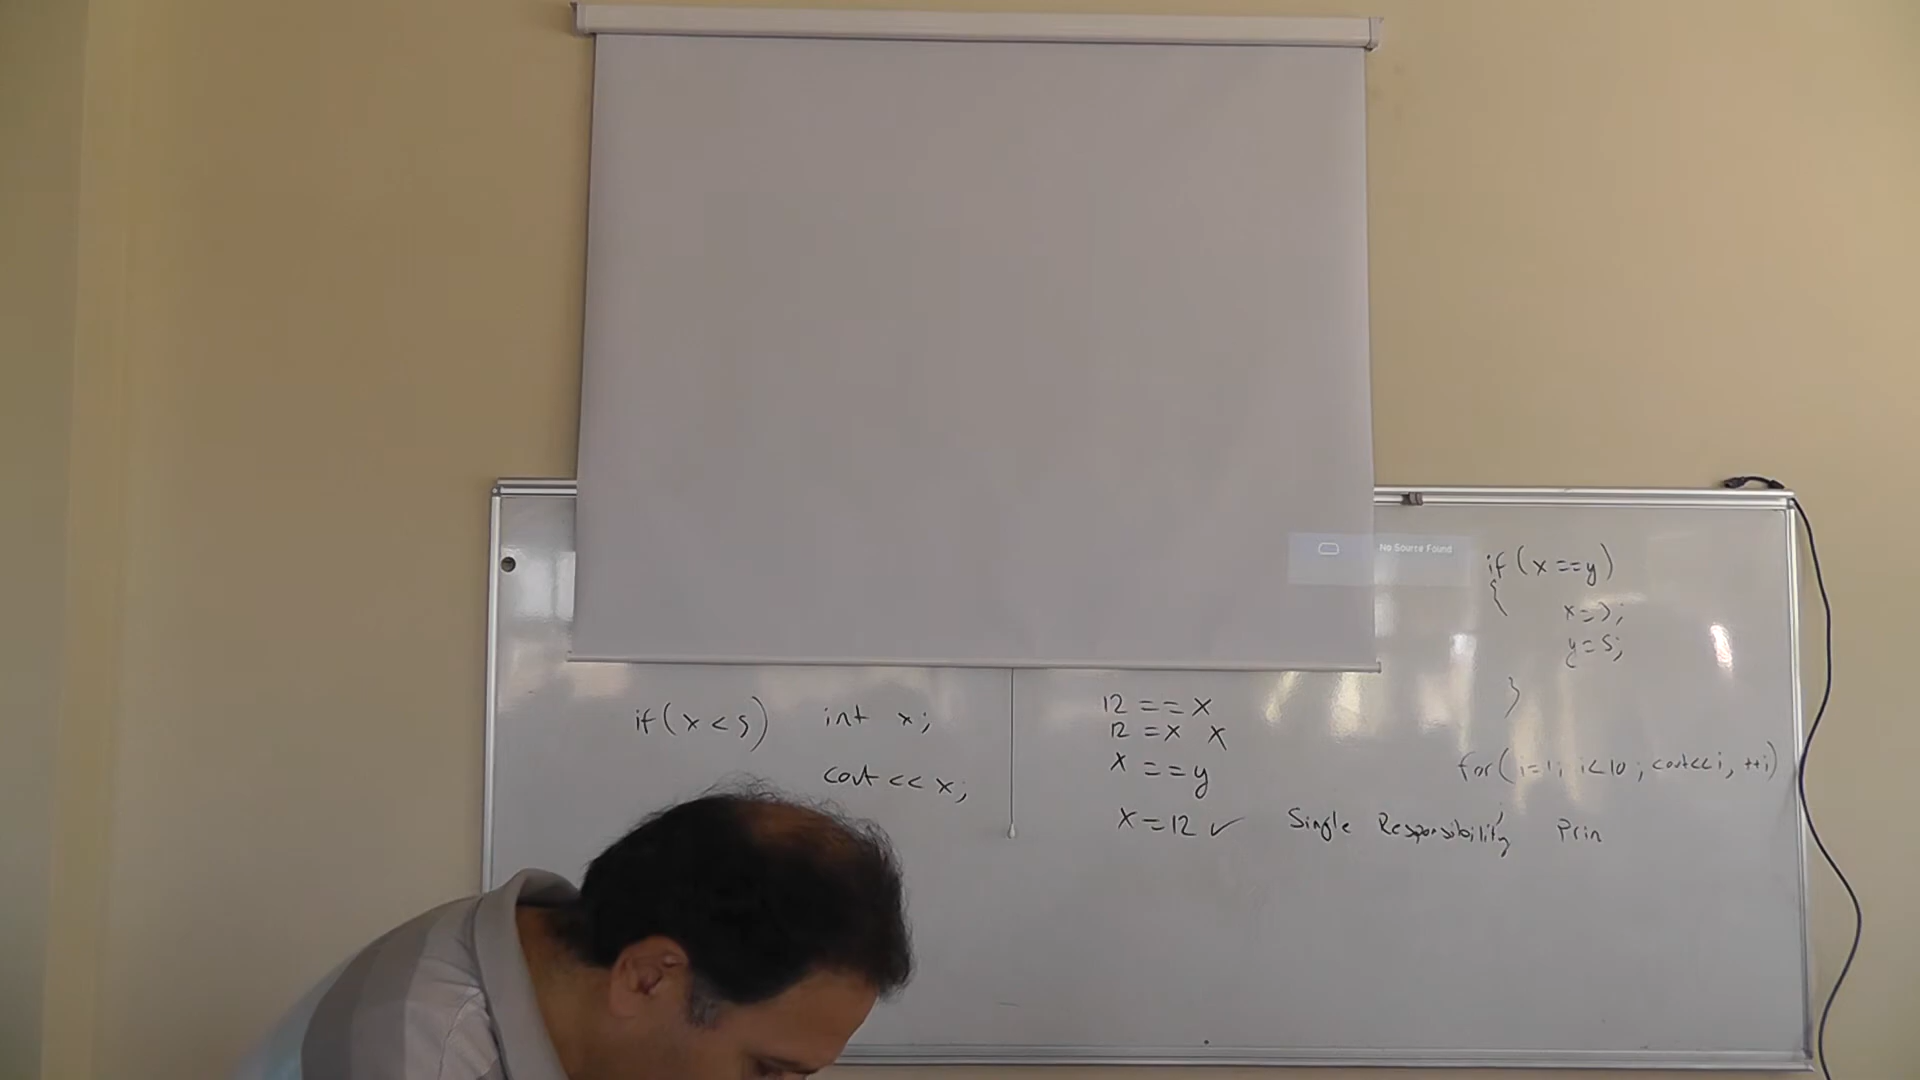 No Source Found
if (x==y)
{
x=3;
y=5;
}
if(x<5) int x;
cout<<x;
12 == x
12 =x X
x ==y
x =12 ✓
for(i=1; i<10; cout<<i, ++i)
;
Single Responsibility Prin